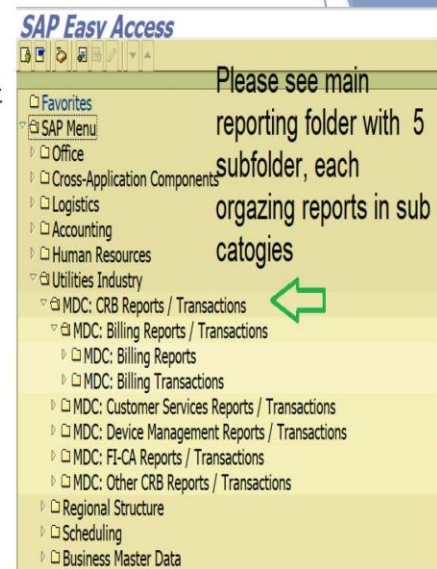 SAP Easy Access
Please see main
reporting folder with 5
subfolder, each
orgazing reports in sub
catogies
Favorites
SAP Menu
Office
Cross-Application Components
Logistics
Accounting
Human Resources
Utilities Industry
MDC: CRB Reports / Transactions
MDC: Billing Reports / Transactions
MDC: Billing Reports
MDC: Billing Transactions
MDC: Customer Services Reports / Transactions
MDC: Device Management Reports / Transactions
MDC: FI-CA Reports / Transactions
MDC: Other CRB Reports / Transactions
Regional Structure
Scheduling
Business Master Data